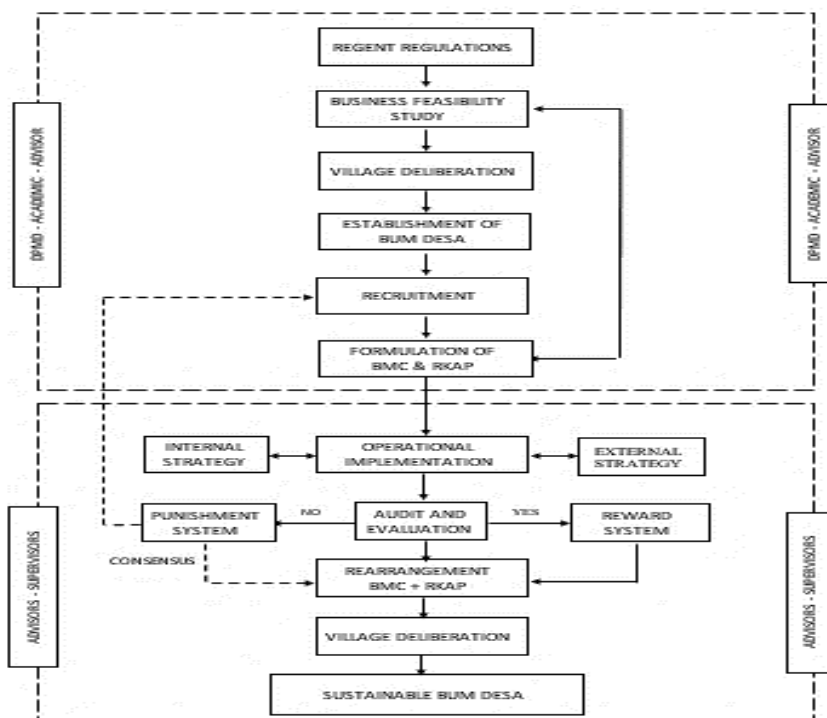 REGENT REGULATIONS
BUSINESS FEASIBILITY
STUDY
VILLAGE DELIBERATION
ESTABLISHMENT OF
BUM DESA
RECRUITMENT
FORMULATION OF
BMC & RKAP
DPMD - ACADEMIC - ADVISOR
DPMD - ACADEMIC - ADVISOR
INTERNAL
STRATEGY
OPERATIONAL
IMPLEMENTATION
EXTERNAL
STRATEGY
PUNISHMENT
SYSTEM
NO
AUDIT AND
EVALUATION
YES
REWARD
SYSTEM
CONSENSUS
REARRANGEMENT
BMC + RKAP
VILLAGE DELIBERATION
SUSTAINABLE BUM DESA
ADVISORS - SUPERVISORS
ADVISORS - SUPERVISORS